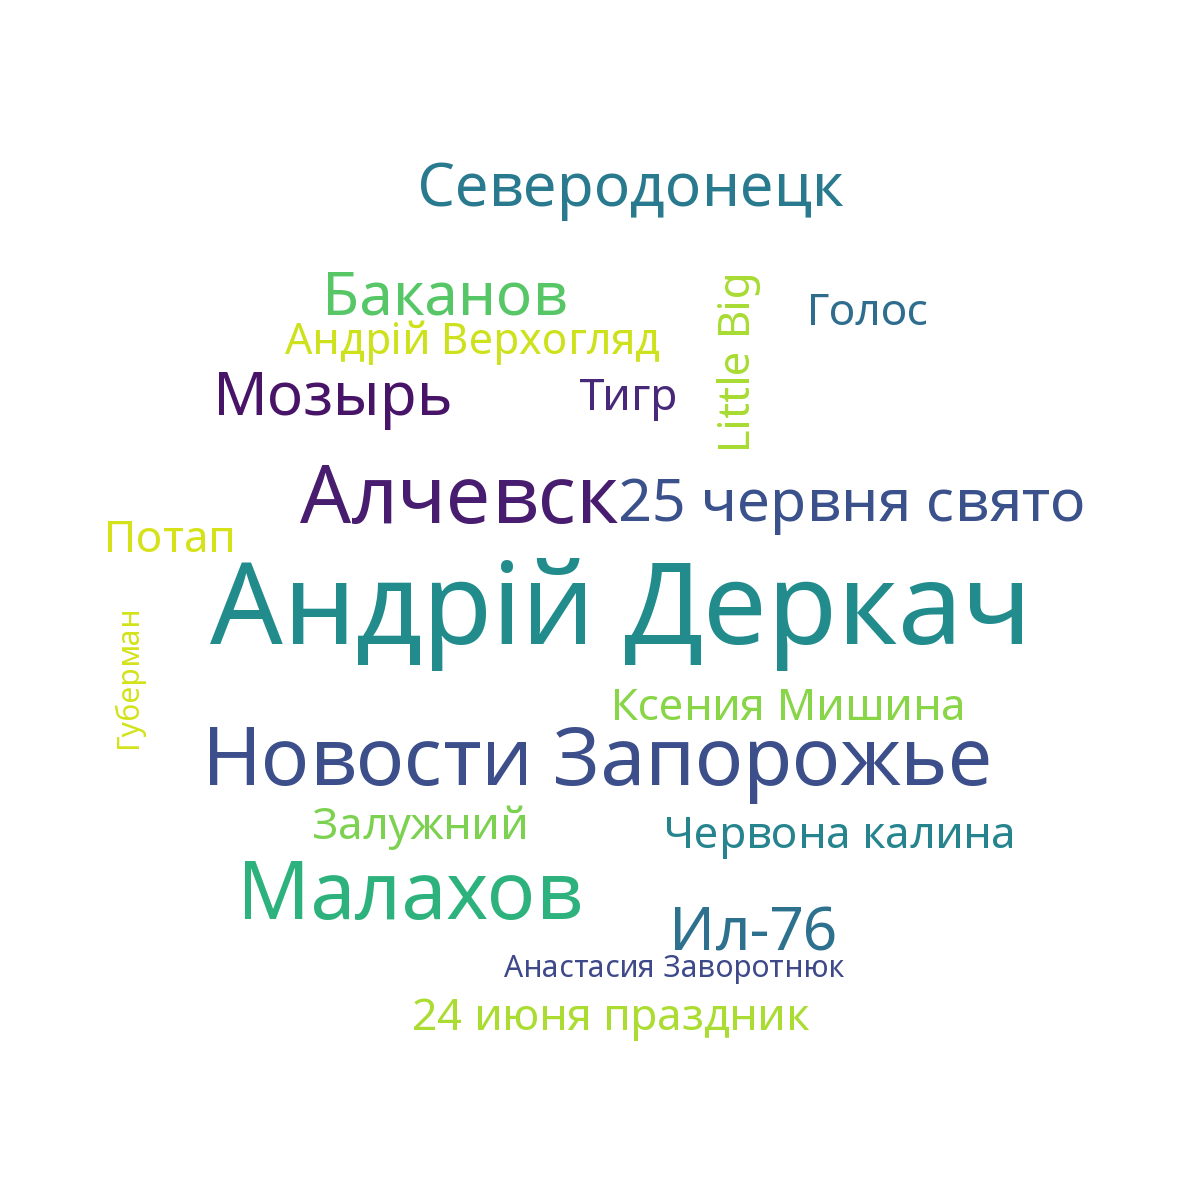 Северодонецк
Баканов
Little Big
Голос
Андрій Верхогляд
Мозырь
Тигр
Алчевск
25 червня свято
Потап
Андрій Деркач
Губерман
Ксения Мишина
Новости Запорожье
Залужний
Червона калина
Малахов
Ил-76
Анастасия Заворотнюк
24 июня праздник